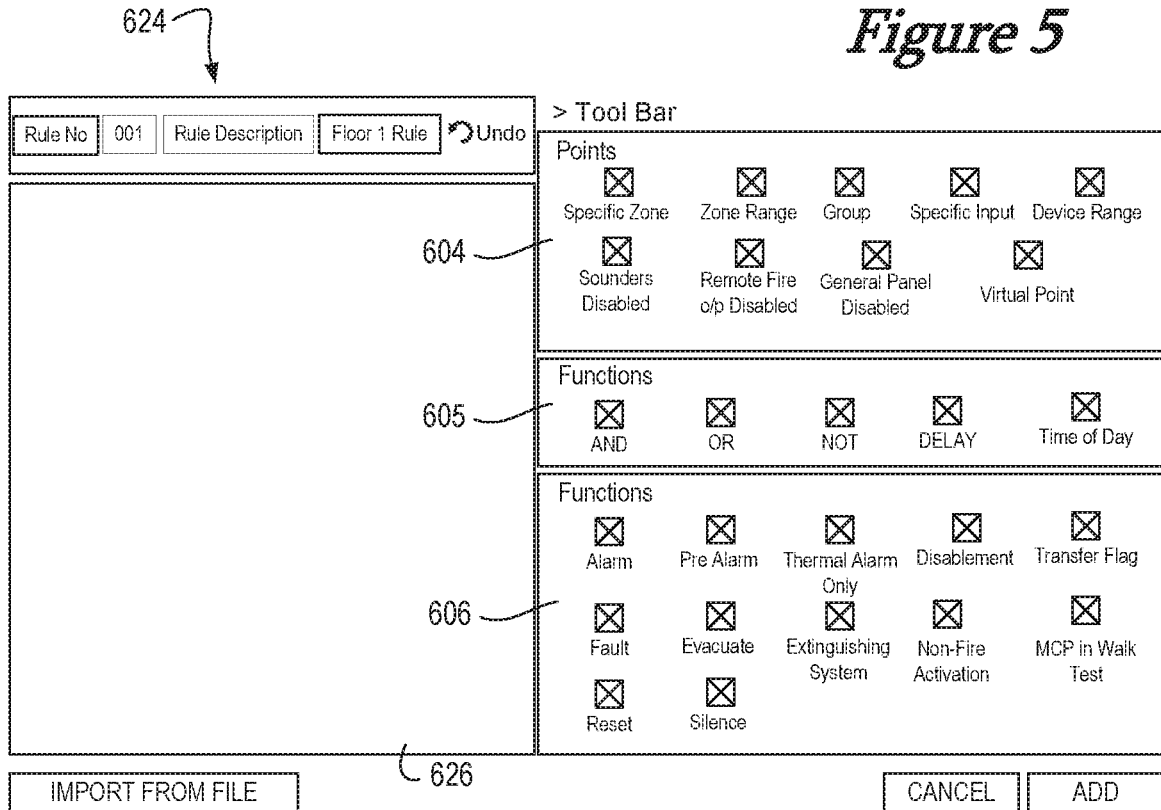 624
Figure 5
Rule No 001 Rule Description Floor 1 Rule Undo
> Tool Bar
Points
Specific Zone Zone Range Group Specific Input Device Range
604
Sounders Disabled
Remote Fire o/p Disabled
General Panel Disabled
Virtual Point
Functions
605
AND OR NOT DELAY Time of Day
Functions
Alarm Pre Alarm Thermal Alarm Only Disablement Transfer Flag
606
Fault Evacuate Extinguishing System Non-Fire Activation MCP in Walk Test
Reset Silence
626
IMPORT FROM FILE CANCEL ADD